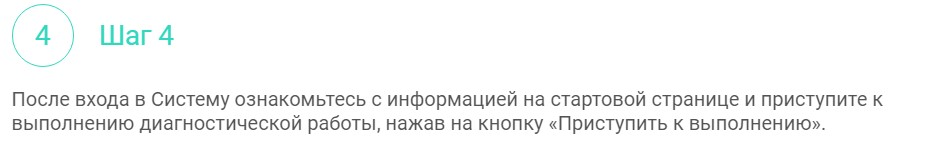 4 Шаг 4
После входа в Систему ознакомьтесь с информацией на стартовой странице и приступите к
выполнению диагностической работы, нажав на кнопку «Приступить к выполнению».